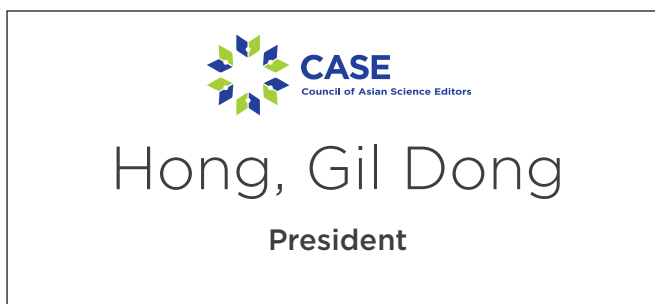 CASE
Council of Asian Science Editors
Hong, Gil Dong
President